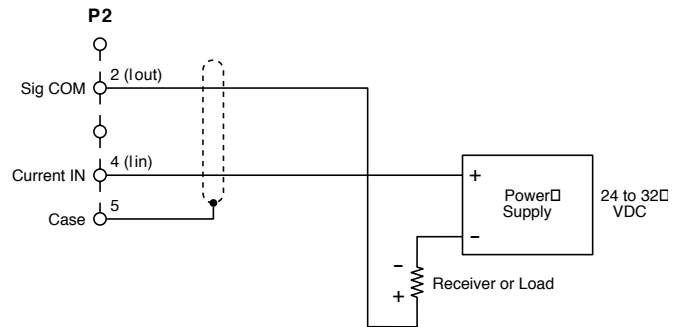 P2
2 (Iout)
Sig COM
4 (Iin)
Current IN
5
Case
+
Power
Supply
24 to 32
VDC
−
−
+
Receiver or Load